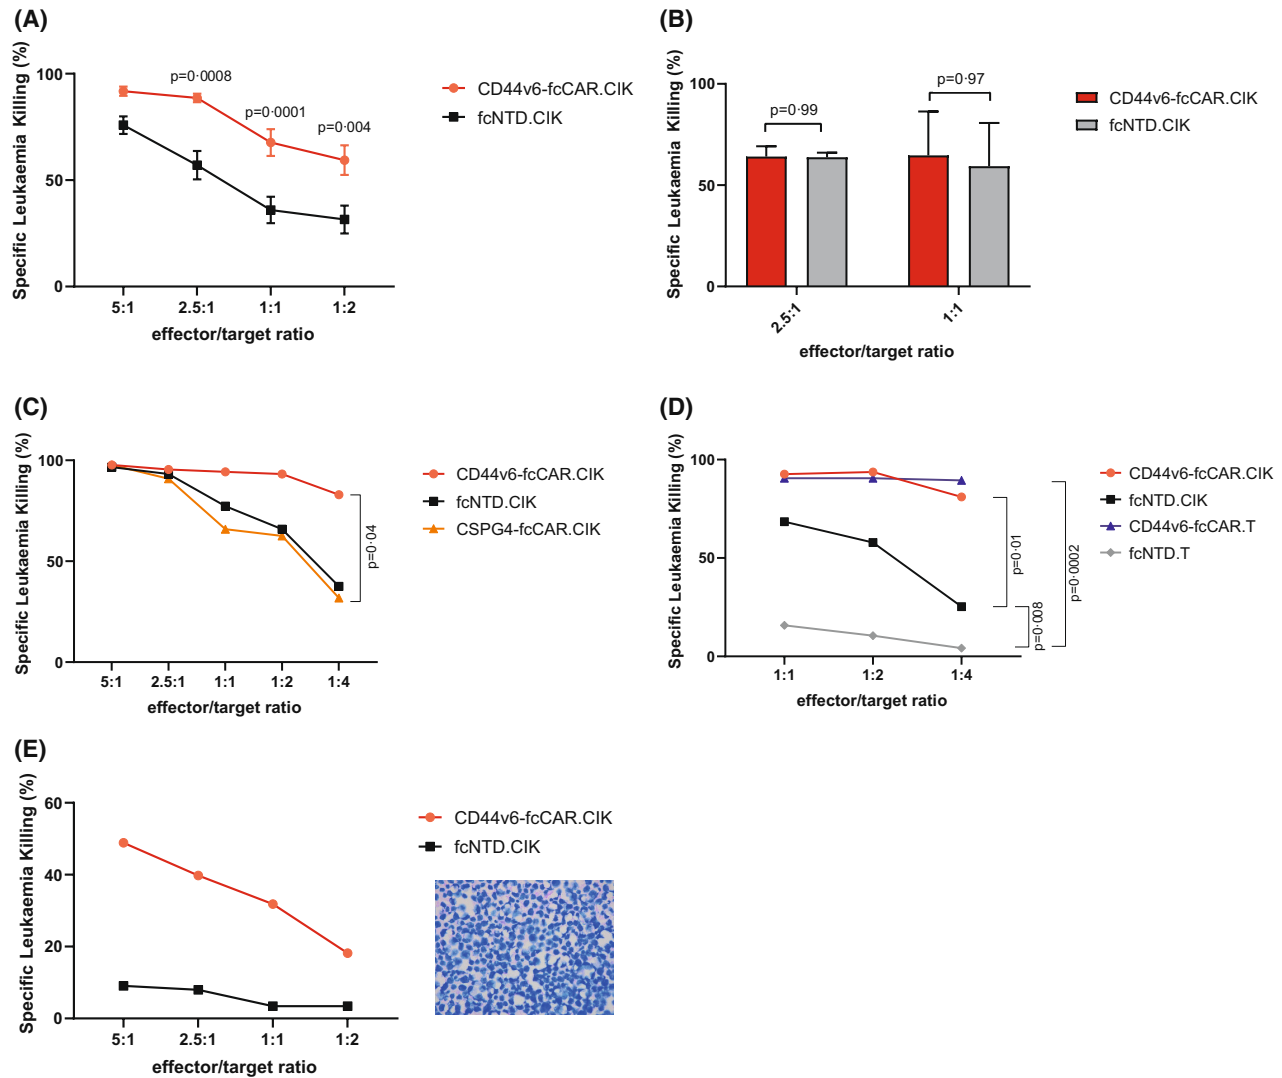 (A)
Specific Leukaemia Killing (%)
100
50
0
p=0·0008
p=0·0001
p=0·004
5:1
2.5:1
1:1
1:2
effector/target ratio
CD44v6-fcCAR.CIK
fcNTD.CIK
(B)
Specific Leukaemia Killing (%)
100
50
0
p=0·99
p=0·97
2.5:1
1:1
effector/target ratio
CD44v6-fcCAR.CIK
fcNTD.CIK
(C)
Specific Leukaemia Killing (%)
100
50
0
p=0·04
5:1
2.5:1
1:1
1:2
1:4
effector/target ratio
CD44v6-fcCAR.CIK
fcNTD.CIK
CSPG4-fcCAR.CIK
(D)
Specific Leukaemia Killing (%)
100
50
0
p=0·01
p=0·008
p=0·0002
1:1
1:2
1:4
effector/target ratio
CD44v6-fcCAR.CIK
fcNTD.CIK
CD44v6-fcCAR.T
fcNTD.T
(E)
Specific Leukaemia Killing (%)
60
40
20
0
5:1
2.5:1
1:1
1:2
effector/target ratio
CD44v6-fcCAR.CIK
fcNTD.CIK